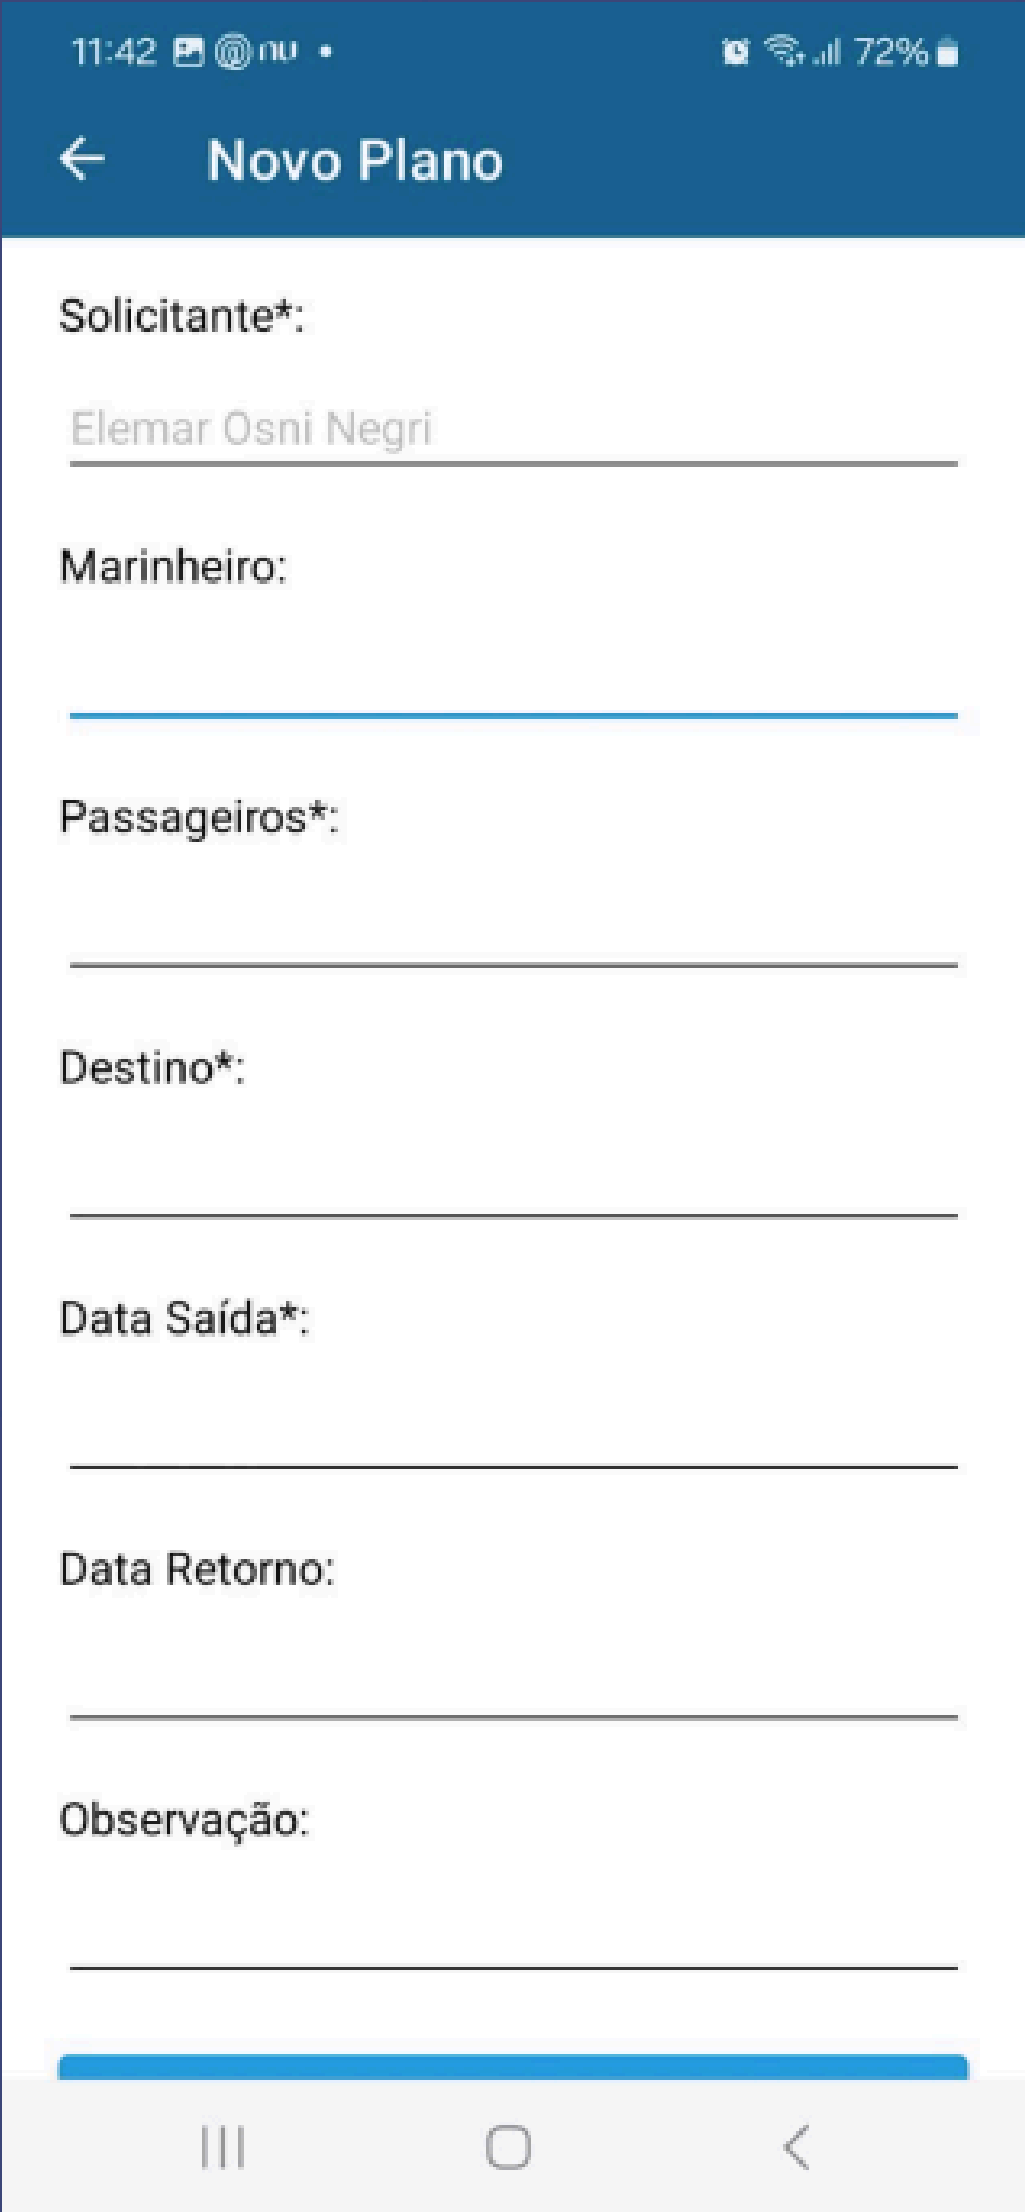 11:42
72%
Novo Plano
Solicitante*:
Elemar Osni Negri
Marinheiro:
Passageiros*:
Destino*:
Data Saída*:
Data Retorno:
Observação: